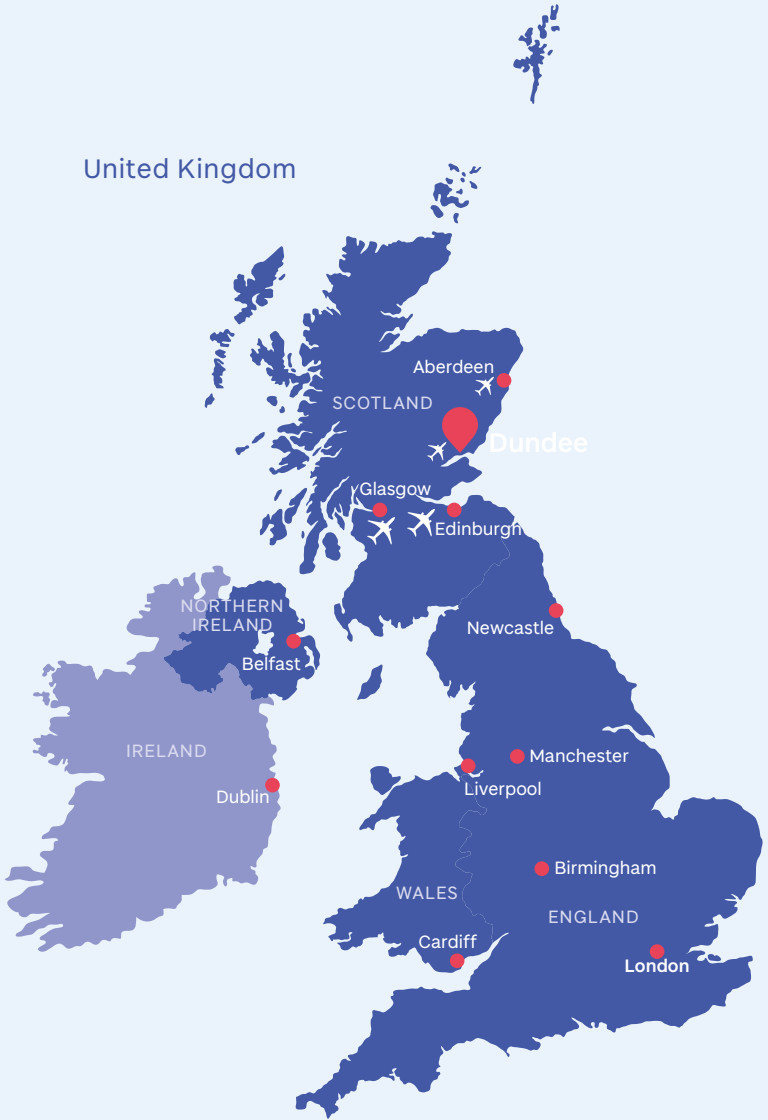 United Kingdom
Aberdeen
SCOTLAND
Dundee
Glasgow
Edinburgh
NORTHERN
IRELAND
Newcastle
Belfast
IRELAND
Manchester
Liverpool
Dublin
Birmingham
WALES
ENGLAND
Cardiff
London